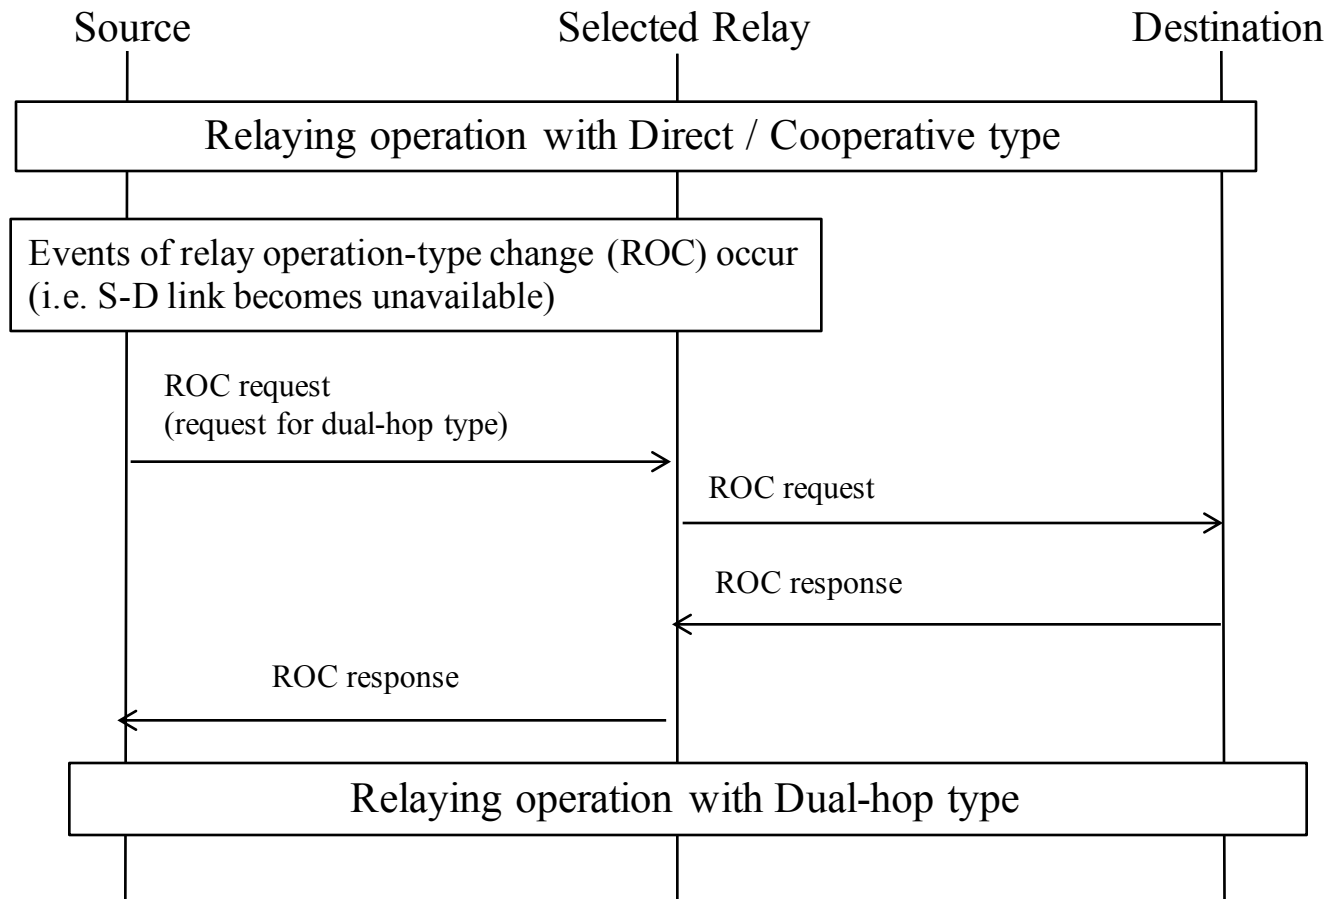 Source
Selected Relay
Destination
Relaying operation with Direct / Cooperative type
Events of relay operation-type change (ROC) occur
(i.e. S-D link becomes unavailable)
ROC request
(request for dual-hop type)
ROC request
ROC response
ROC response
Relaying operation with Dual-hop type